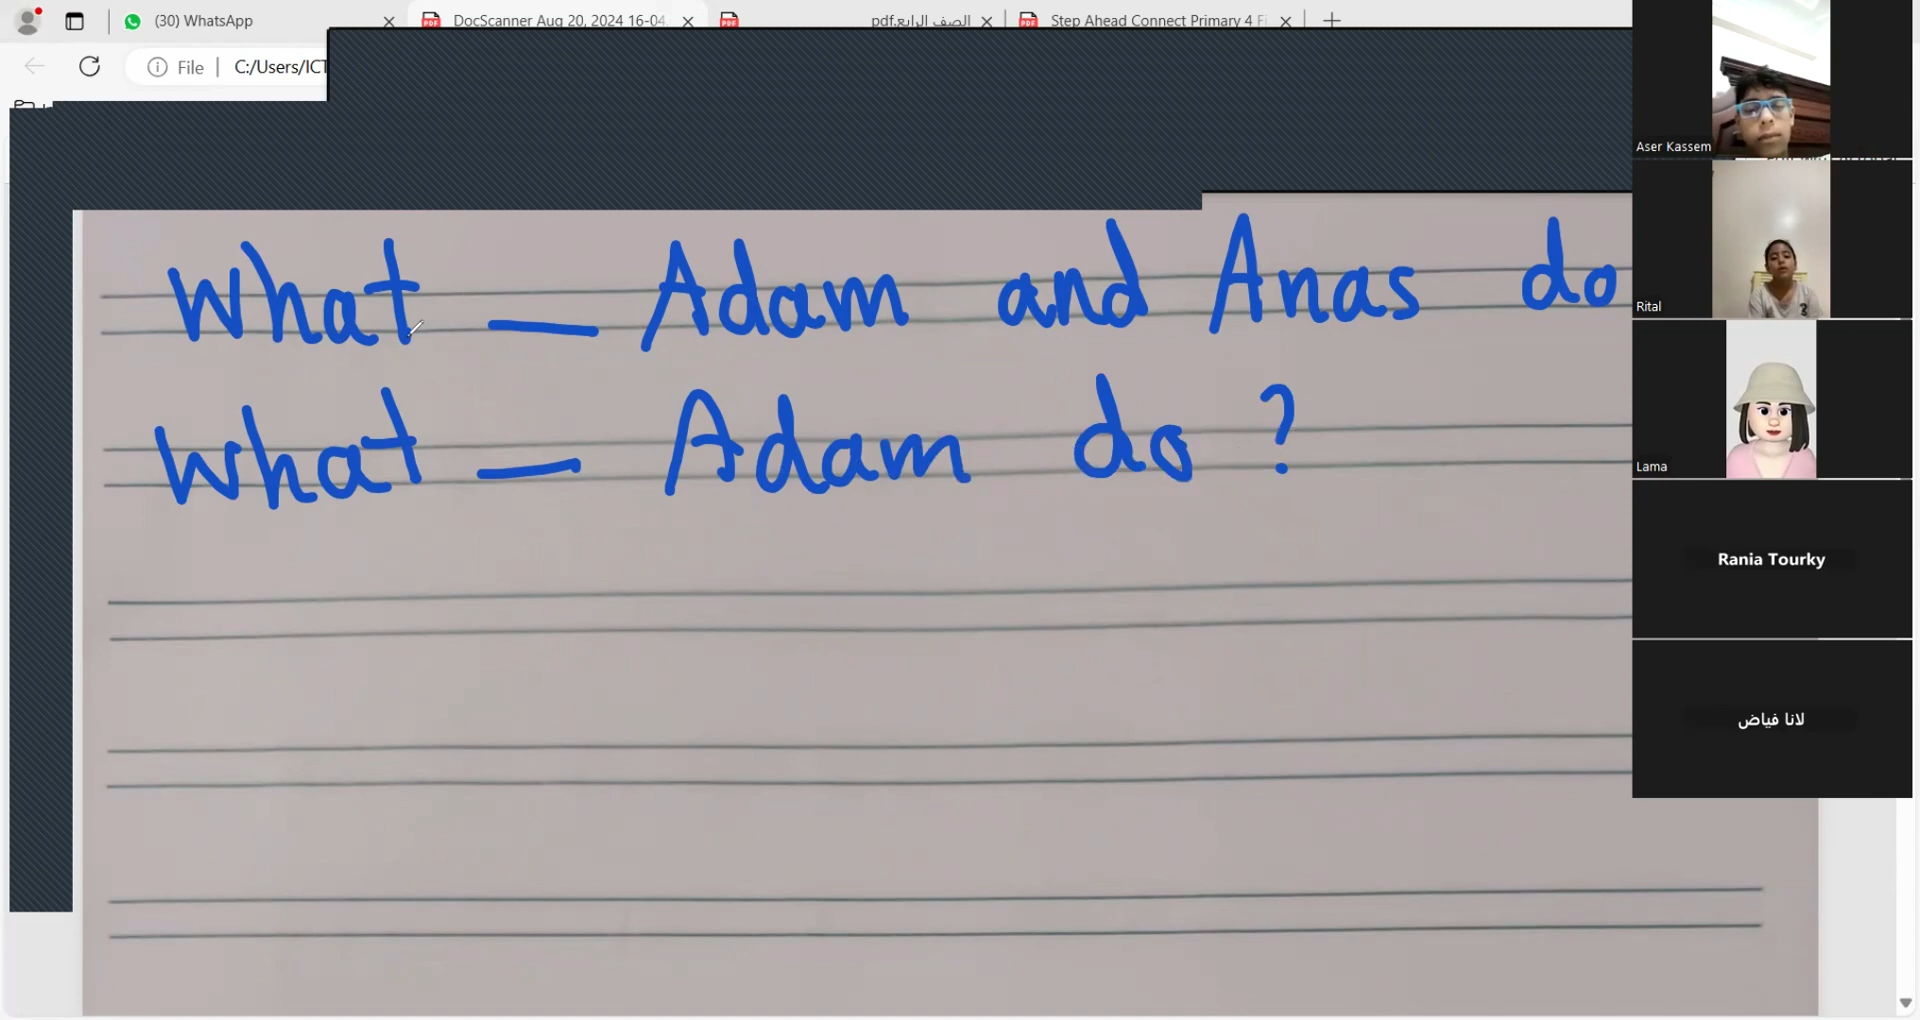 (30) WhatsApp
DocScanner Aug 20, 2024 16-04
الصف الرابع.pdf
Step Ahead Connect Primary 4 Fi
File
C:/Users/ICT
What — Adam and Anas do
What — Adam do ?
Aser Kassem
Rital
Lama
Rania Tourky
لانا فياض